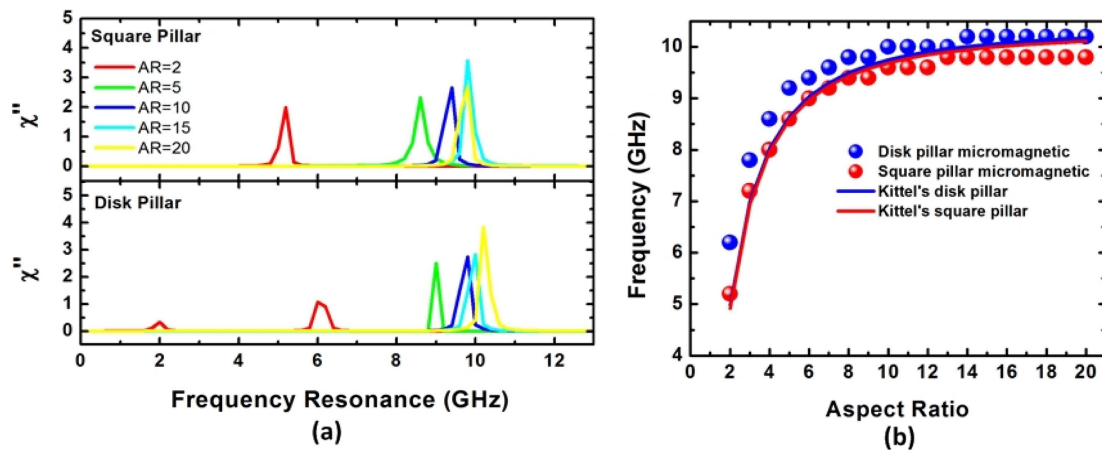 5
4
3
2
1
0
χ"
Square Pillar
AR=2
AR=5
AR=10
AR=15
AR=20
5
4
3
2
1
0
χ"
Disk Pillar
0 2 4 6 8 10 12
Frequency Resonance (GHz)
(a)
10
9
8
7
6
5
4
Frequency (GHz)
Disk pillar micromagnetic
Square pillar micromagnetic
Kittel's disk pillar
Kittel's square pillar
0 2 4 6 8 10 12 14 16 18 20
Aspect Ratio
(b)